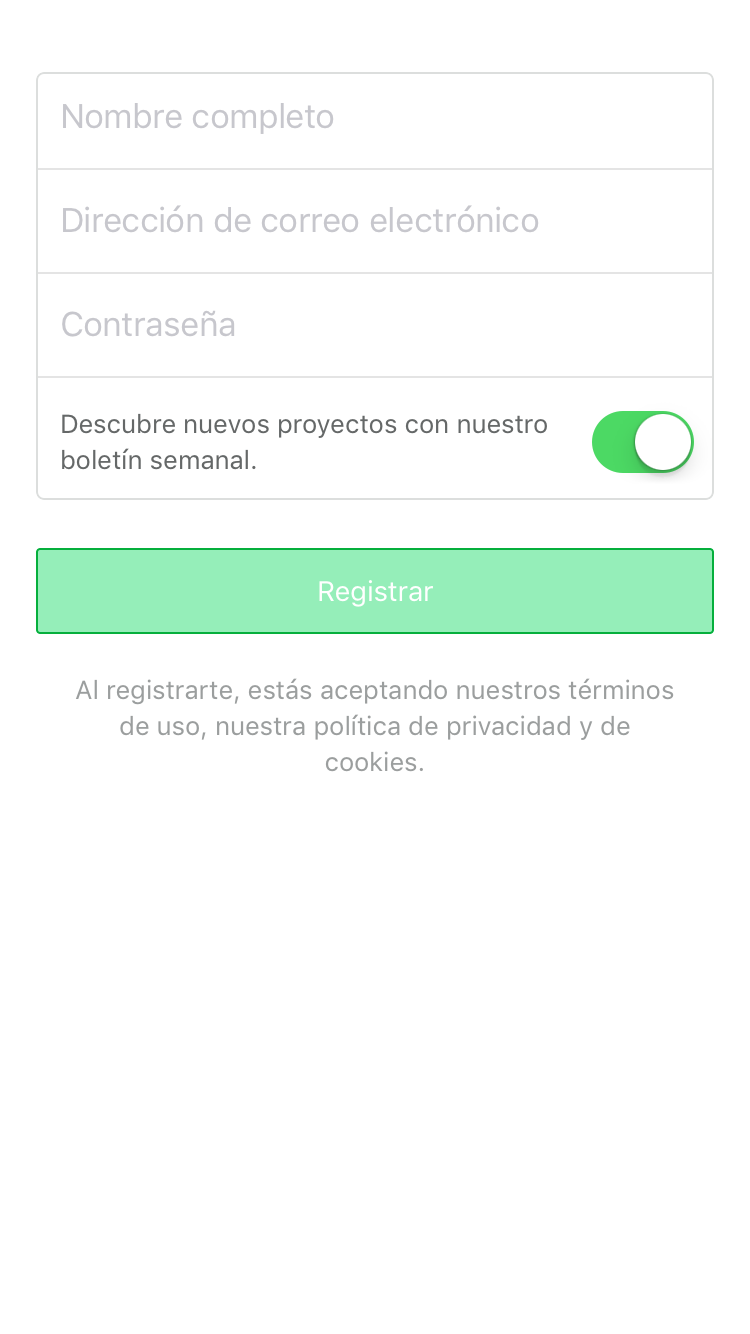 Nombre completo
Dirección de correo electrónico
Contraseña
Descubre nuevos proyectos con nuestro
boletín semanal.
Registrar
Al registrarte, estás aceptando nuestros términos
de uso, nuestra política de privacidad y de
cookies.